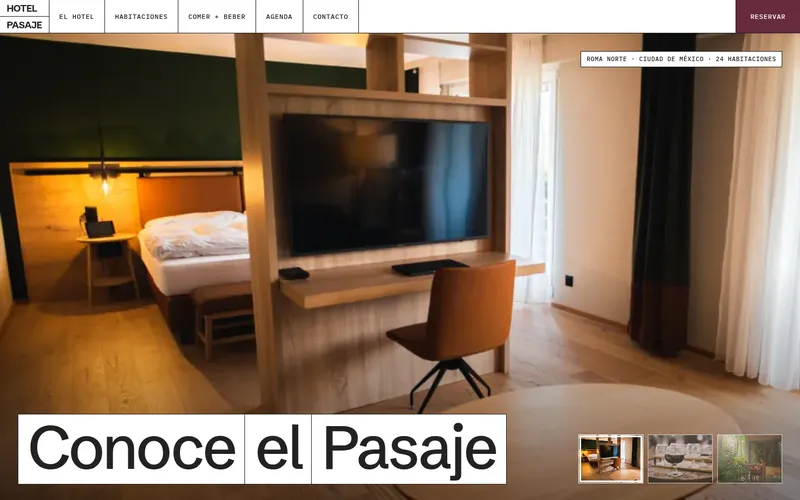 HOTEL
PASAJE
EL HOTEL
HABITACIONES
COMER + BEBER
AGENDA
CONTACTO
RESERVAR
ROMA NORTE · CIUDAD DE MÉXICO · 24 HABITACIONES
Conoce el Pasaje